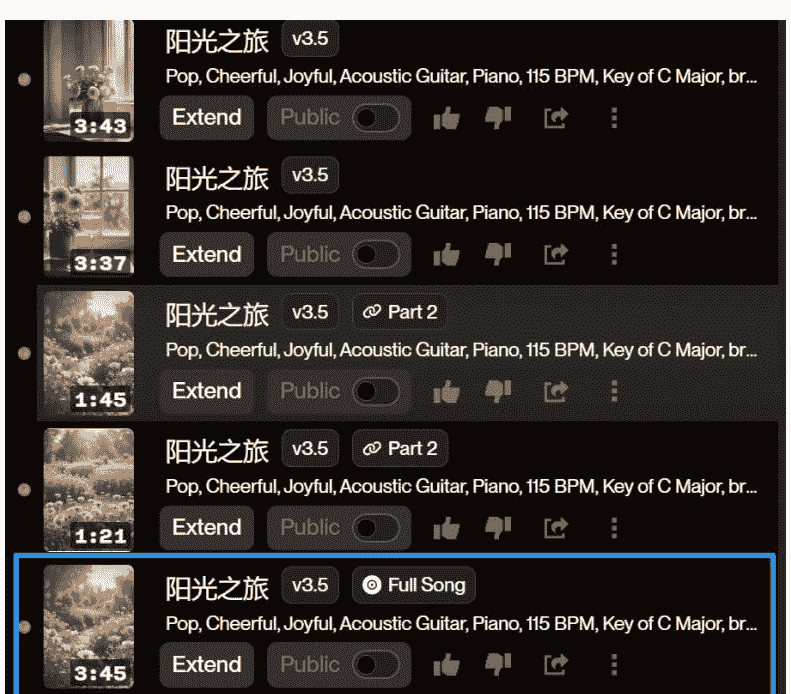 阳光之旅 v3.5
Pop, Cheerful, Joyful, Acoustic Guitar, Piano, 115 BPM, Key of C Major, br...
3:43 Extend Public
阳光之旅 v3.5
Pop, Cheerful, Joyful, Acoustic Guitar, Piano, 115 BPM, Key of C Major, br...
3:37 Extend Public
阳光之旅 v3.5 Part 2
Pop, Cheerful, Joyful, Acoustic Guitar, Piano, 115 BPM, Key of C Major, br...
1:45 Extend Public
阳光之旅 v3.5 Part 2
Pop, Cheerful, Joyful, Acoustic Guitar, Piano, 115 BPM, Key of C Major, br...
1:21 Extend Public
阳光之旅 v3.5 Full Song
Pop, Cheerful, Joyful, Acoustic Guitar, Piano, 115 BPM, Key of C Major, br...
3:45 Extend Public